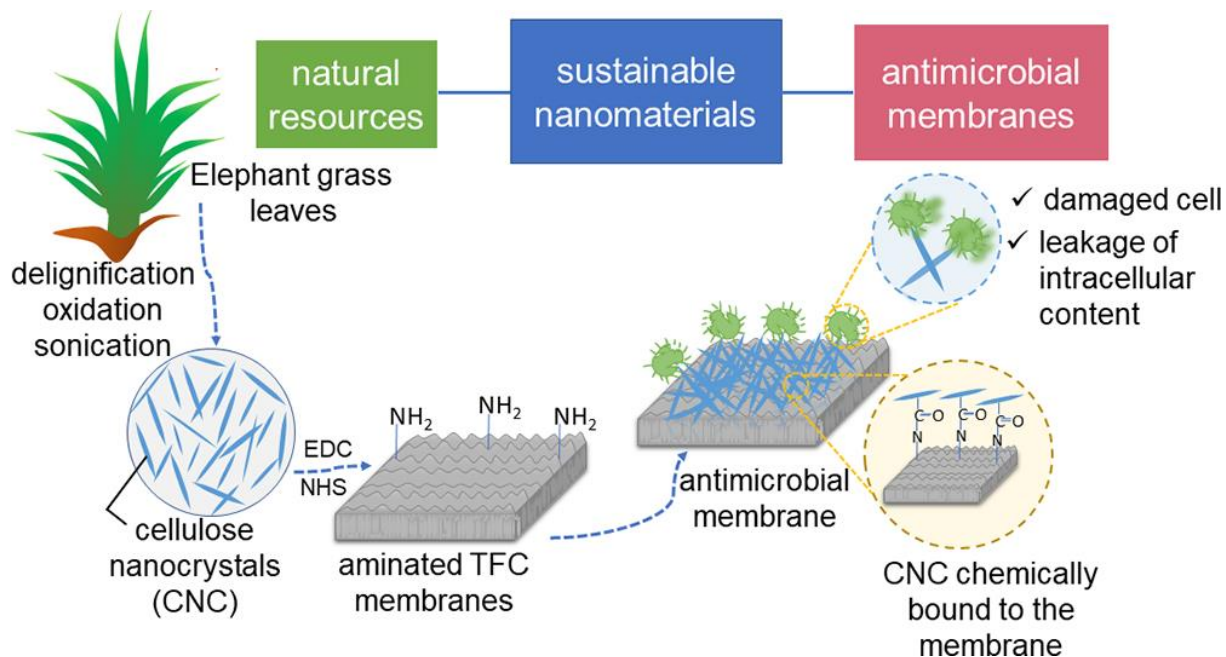 natural
resources
sustainable
nanomaterials
antimicrobial
membranes
Elephant grass
leaves
delignification
oxidation
sonication
✓ damaged cell
✓ leakage of
intracellular
content
NH₂
NH₂
NH₂
EDC
NHS
cellulose
nanocrystals
(CNC)
aminated TFC
membranes
antimicrobial
membrane
C=O
N
C=O
N
C=O
N
CNC chemically
bound to the
membrane